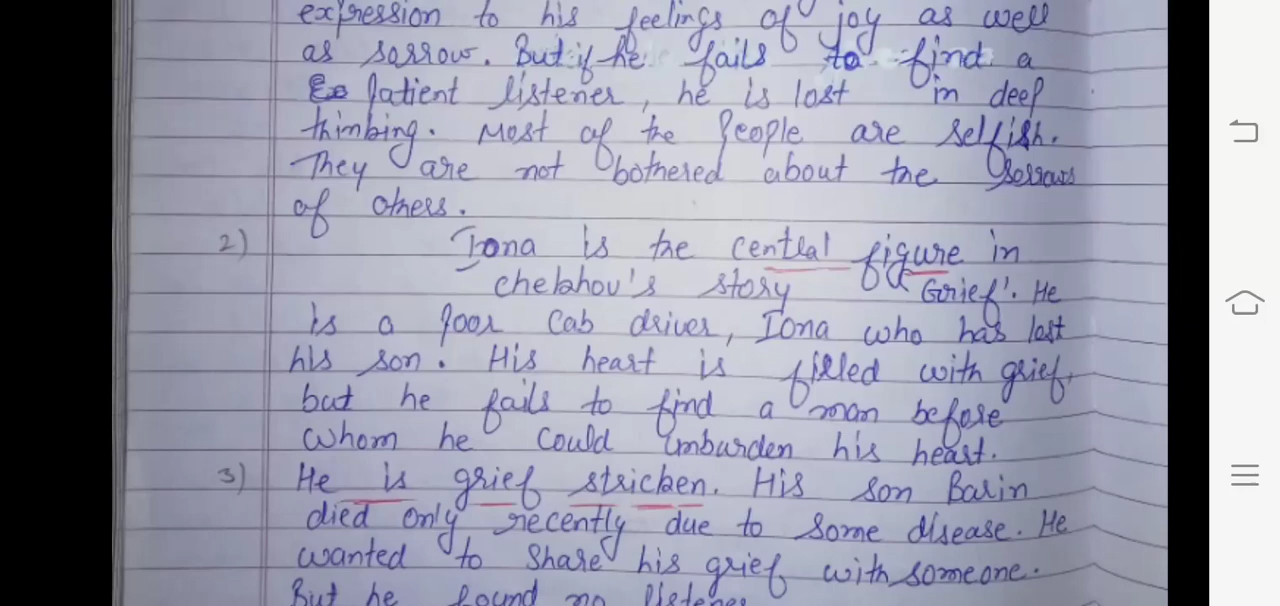 expression to his feelings of joy as well
as sorrow. But if he fails to find a
patient listener, he is lost in deep
thinking. Most of the people are selfish.
They are not bothered about the sorrows
of others.
2) Iona is the central figure in
Chekhov's story Grief'. He
is a poor cab driver, Iona who has lost
his son. His heart is filled with grief,
but he fails to find a man before
whom he could unburden his heart.
3) He is grief stricken. His son Barin
died only recently due to some disease. He
wanted to share his grief with someone.
But he found no listener